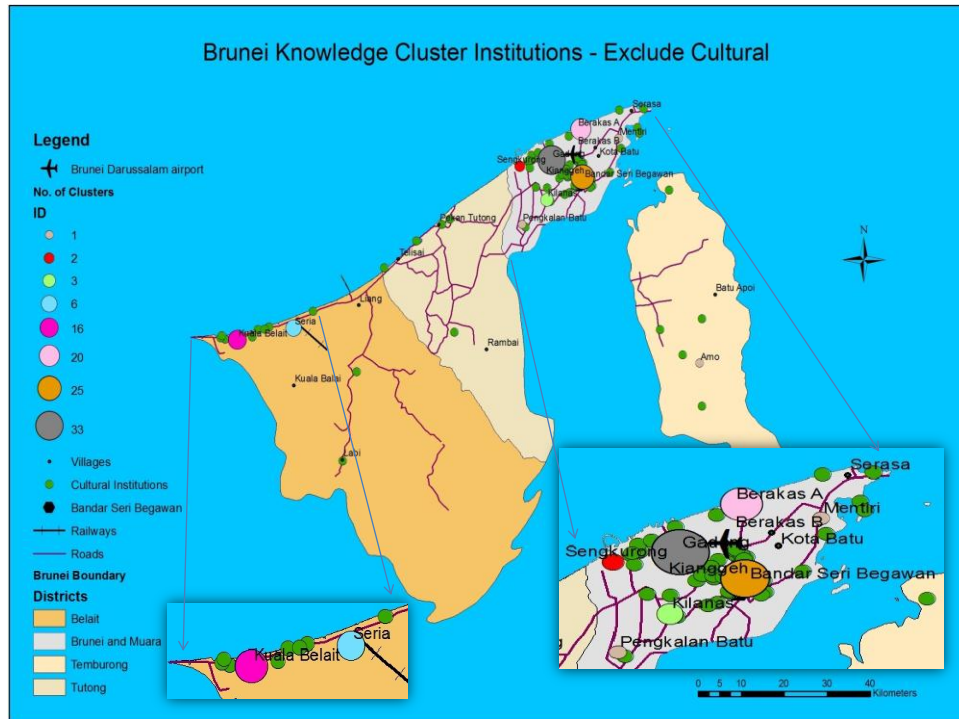 Brunei Knowledge Cluster Institutions - Exclude Cultural
Legend
Brunei Darussalam airport
No. of Clusters
ID
1
2
3
6
16
20
25
33
Villages
Cultural Institutions
Bandar Seri Begawan
Railways
Roads
Brunei Boundary
Districts
Belait
Brunei and Muara
Temburong
Tutong
Serasa
Berakas A
Mentiri
Berakas B
Gadong
Kota Batu
Sengkurong
Kianggeh
Bandar Seri Begawan
Kilanas
Pengkalan Batu
Pekan Tutong
Telisai
N
Batu Apoi
Liang
Seria
Kuala Belait
Rambai
Amo
Kuala Balai
Labi
Serasa
Berakas A
Mentiri
Berakas B
Gadong
Kota Batu
Sengkurong
Kianggeh
Bandar Seri Begawan
Kilanas
Pengkalan Batu
g
Seria
Kuala Belait
0 5 10 20 30 40
Kilometers